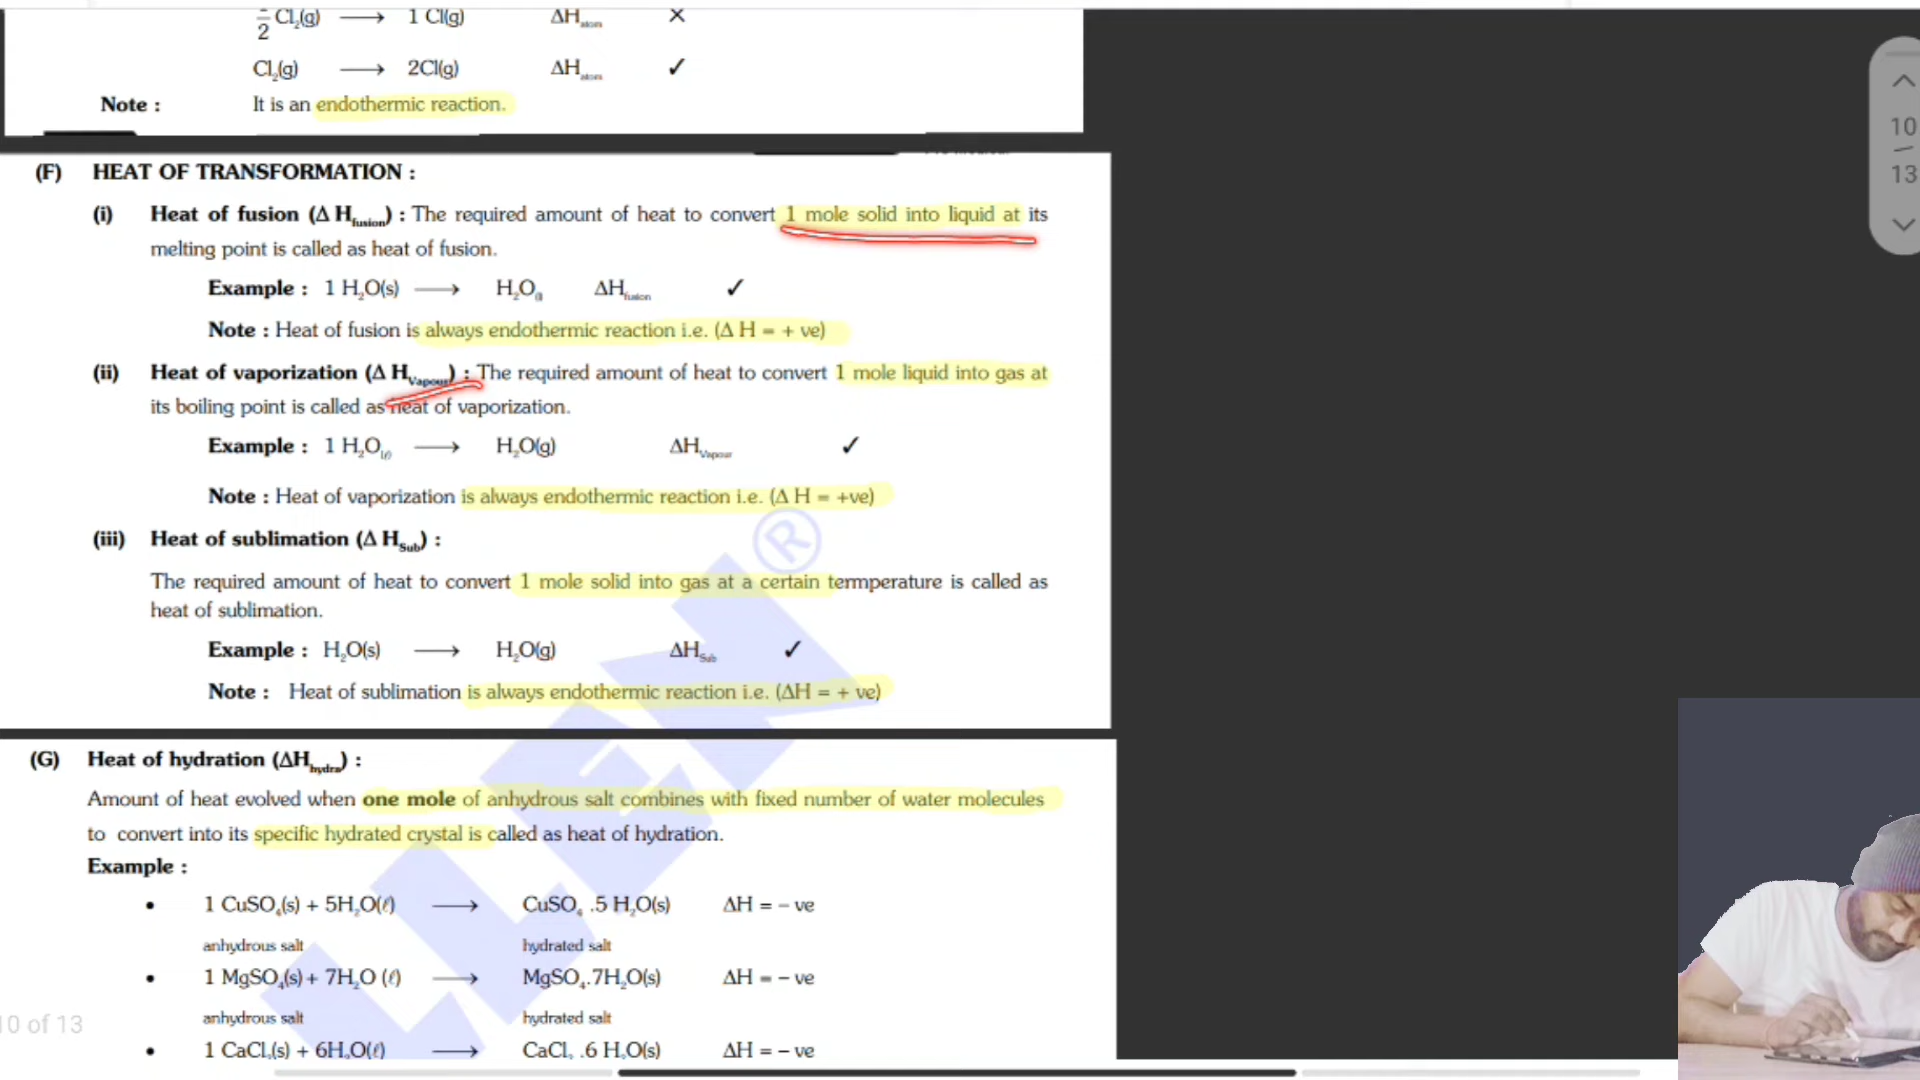 1/2 Cl₂(g) ⟶ 1 Cl(g) ΔH_atom ✗
Cl₂(g) ⟶ 2Cl(g) ΔH_atom ✓
Note : It is an endothermic reaction.
(F) HEAT OF TRANSFORMATION :
(i) Heat of fusion (Δ H_fusion) : The required amount of heat to convert 1 mole solid into liquid at its
melting point is called as heat of fusion.
Example : 1 H₂O(s) ⟶ H₂O(l) ΔH_fusion ✓
Note : Heat of fusion is always endothermic reaction i.e. (Δ H = + ve)
(ii) Heat of vaporization (Δ H_Vapour) : The required amount of heat to convert 1 mole liquid into gas at
its boiling point is called as heat of vaporization.
Example : 1 H₂O(ℓ) ⟶ H₂O(g) ΔH_Vapour ✓
Note : Heat of vaporization is always endothermic reaction i.e. (Δ H = +ve)
(iii) Heat of sublimation (Δ H_Sub) :
The required amount of heat to convert 1 mole solid into gas at a certain termperature is called as
heat of sublimation.
Example : H₂O(s) ⟶ H₂O(g) ΔH_Sub ✓
Note : Heat of sublimation is always endothermic reaction i.e. (ΔH = + ve)
(G) Heat of hydration (ΔH_hydra) :
Amount of heat evolved when one mole of anhydrous salt combines with fixed number of water molecules
to convert into its specific hydrated crystal is called as heat of hydration.
Example :
• 1 CuSO₄(s) + 5H₂O(ℓ) ⟶ CuSO₄ .5 H₂O(s) ΔH = – ve
anhydrous salt hydrated salt
• 1 MgSO₄(s) + 7H₂O (ℓ) ⟶ MgSO₄.7H₂O(s) ΔH = – ve
anhydrous salt hydrated salt
• 1 CaCl₂(s) + 6H₂O(ℓ) ⟶ CaCl₂ .6 H₂O(s) ΔH = – ve
10 of 13
10
13
LLEN®